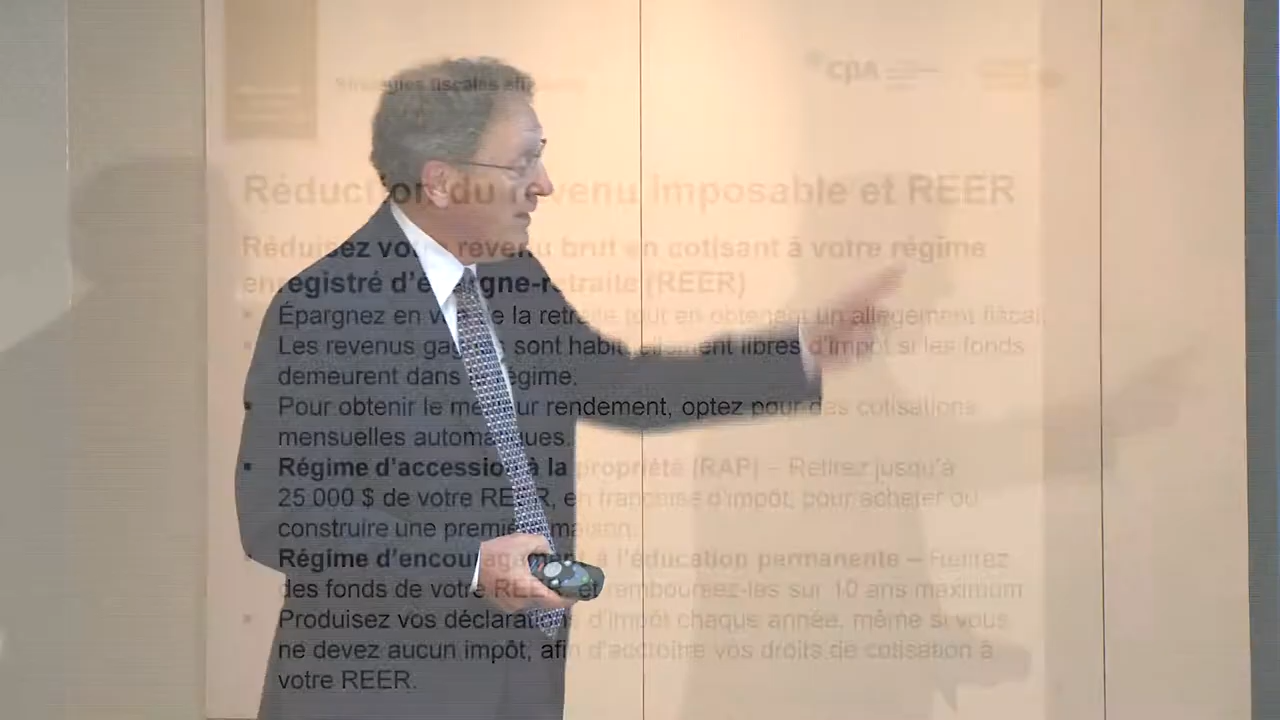 Stratégies fiscales
CPA
Réduction du revenu imposable et REER
Réduisez votre revenu brut en cotisant à votre régime
enregistré d'épargne-retraite (REER)
Épargnez en vue de la retraite tout en obtenant un allègement fiscal.
Les revenus gagnés sont habituellement libres d'impôt si les fonds
demeurent dans le régime.
Pour obtenir le meilleur rendement, optez pour des cotisations
mensuelles automatiques.
Régime d'accession à la propriété (RAP) – Retirez jusqu'à
25 000 $ de votre REER, en franchise d'impôt, pour acheter ou
construire une première maison.
Régime d'encouragement à l'éducation permanente – Retirez
des fonds de votre REER et remboursez-les sur 10 ans maximum
Produisez vos déclarations d'impôt chaque année, même si vous
ne devez aucun impôt, afin d'accroître vos droits de cotisation à
votre REER.